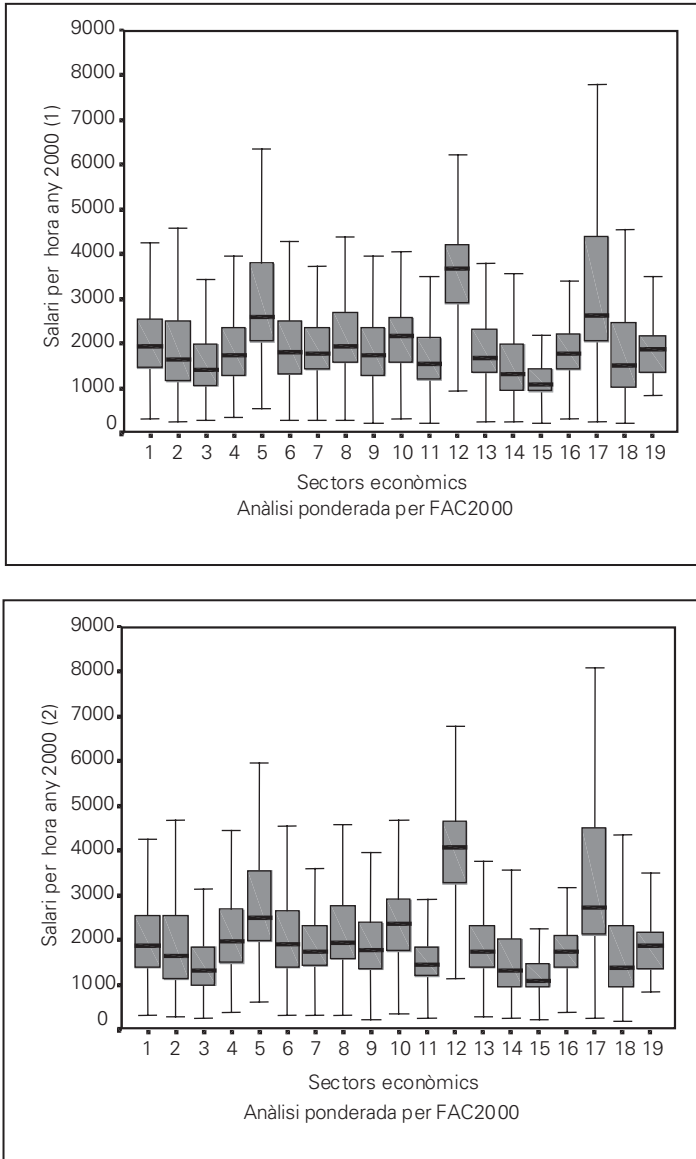 9000
8000
7000
6000
5000
4000
3000
2000
1000
0
Salari per hora any 2000 (1)
1 2 3 4 5 6 7 8 9 10 11 12 13 14 15 16 17 18 19
Sectors econòmics
Anàlisi ponderada per FAC2000
9000
8000
7000
6000
5000
4000
3000
2000
1000
0
Salari per hora any 2000 (2)
1 2 3 4 5 6 7 8 9 10 11 12 13 14 15 16 17 18 19
Sectors econòmics
Anàlisi ponderada per FAC2000